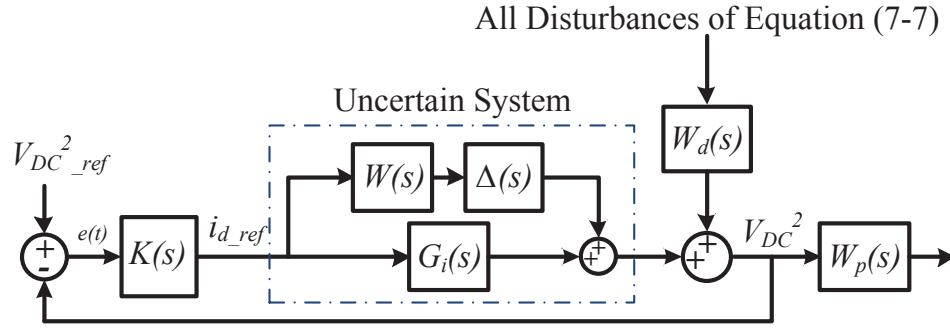 All Disturbances of Equation (7-7)
Uncertain System
W_d(s)
V_DC^2_ref
W(s)
Δ(s)
+
-
e(t)
K(s)
i_d_ref
G_i(s)
+
+
+
+
V_DC^2
W_p(s)